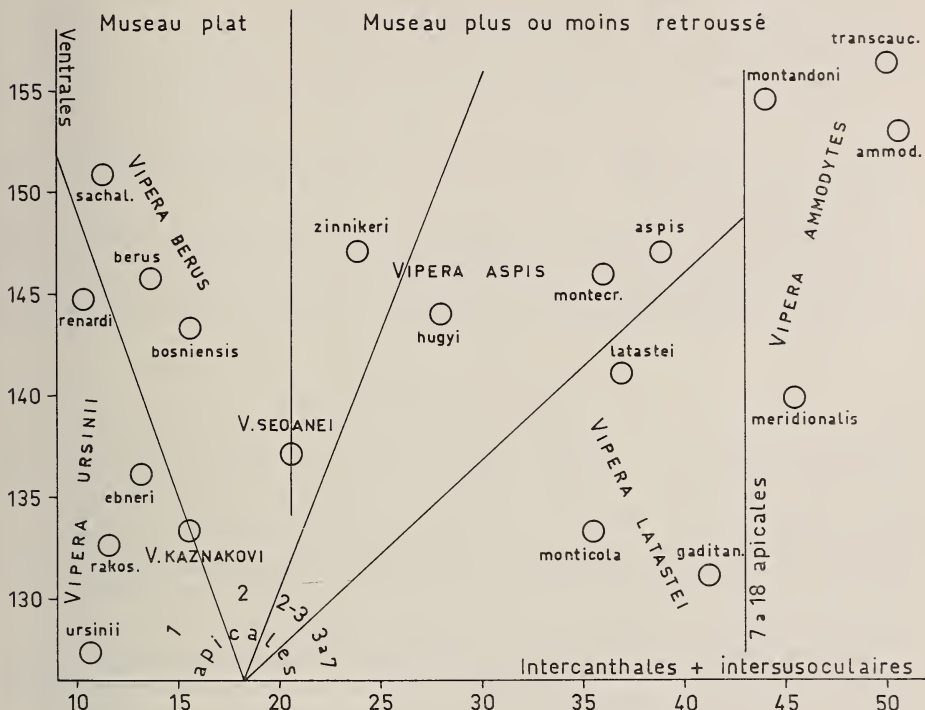 Museau plat
Museau plus ou moins retroussé
Ventrales
transcauc.
montandoni
155
ammod.
VIPERA AMMODYTES
sachal.
150
VIPERA BERUS
zinnikeri
aspis
berus
VIPERA ASPIS
montecr.
145
renardi
hugyi
bosniensis
latastei
140
meridionalis
V.SEOANEI
VIPERA URSINII
VIPERA LATASTEI
135
ebneri
rakos.
V.KAZNAKOVI
monticola
gaditan.
7 a 18 apicales
130
2
2-3
ursinii
1
3a7
apicales
Intercanthales + intersusoculaires
10 15 20 25 30 35 40 45 50